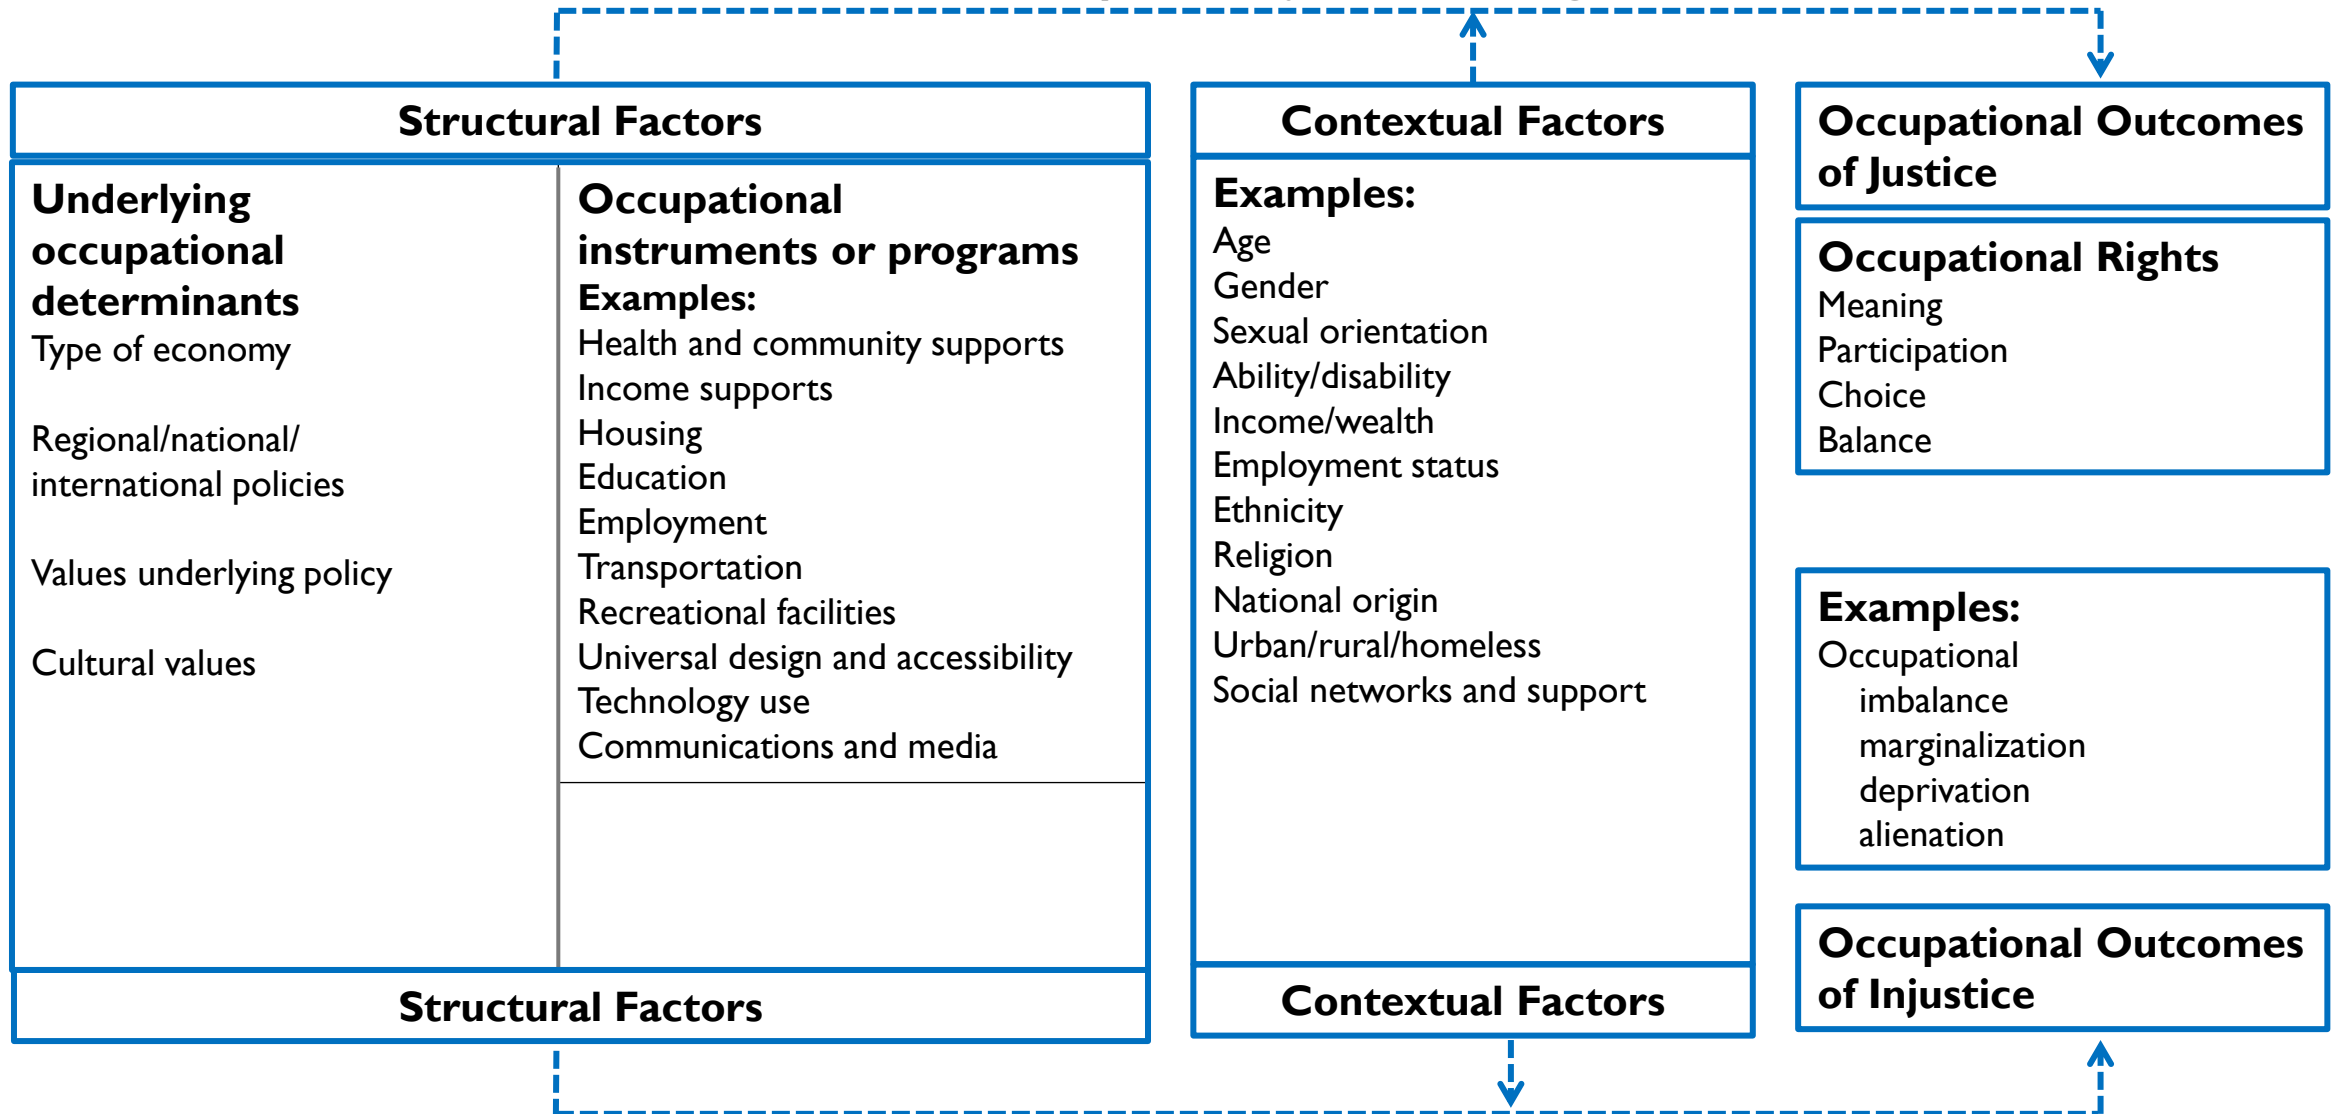 Structural Factors
Contextual Factors
Occupational Outcomes
of Justice
Underlying
occupational
determinants
Type of economy
Regional/national/
international policies
Values underlying policy
Cultural values
Occupational
instruments or programs
Examples:
Health and community supports
Income supports
Housing
Education
Employment
Transportation
Recreational facilities
Universal design and accessibility
Technology use
Communications and media
Examples:
Age
Gender
Sexual orientation
Ability/disability
Income/wealth
Employment status
Ethnicity
Religion
National origin
Urban/rural/homeless
Social networks and support
Occupational Rights
Meaning
Participation
Choice
Balance
Examples:
Occupational
imbalance
marginalization
deprivation
alienation
Structural Factors
Contextual Factors
Occupational Outcomes
of Injustice